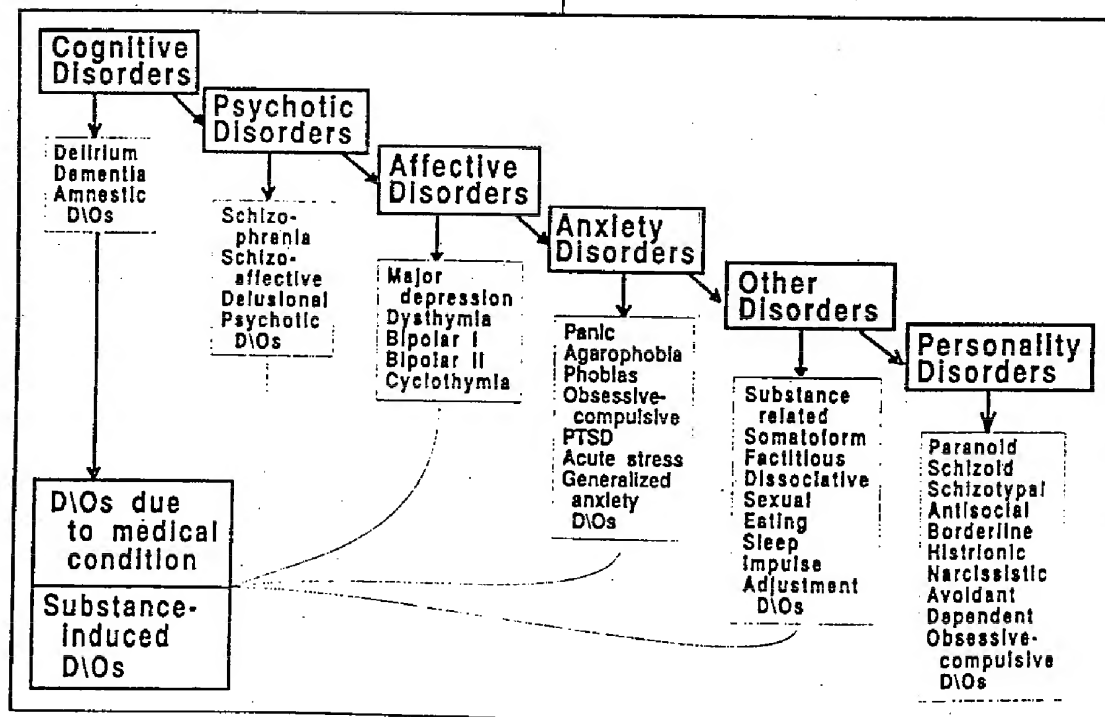 Cognitive
Disorders
Delirium
Dementia
Amnestic
D\Os
Psychotic
Disorders
Schizo-
phrenia
Schizo-
affective
Delusional
Psychotic
D\Os
Affective
Disorders
Major
depression
Dysthymia
Bipolar I
Bipolar II
Cyclothymia
Anxiety
Disorders
Panic
Agarophobia
Phobias
Obsessive-
compulsive
PTSD
Acute stress
Generalized
anxiety
D\Os
Other
Disorders
Substance
related
Somatoform
Factitious
Dissociative
Sexual
Eating
Sleep
Impulse
Adjustment
D\Os
Personality
Disorders
Paranoid
Schizoid
Schizotypal
Antisocial
Borderline
Histrionic
Narcissistic
Avoidant
Dependent
Obsessive-
compulsive
D\Os
D\Os due
to medical
condition
Substance-
induced
D\Os